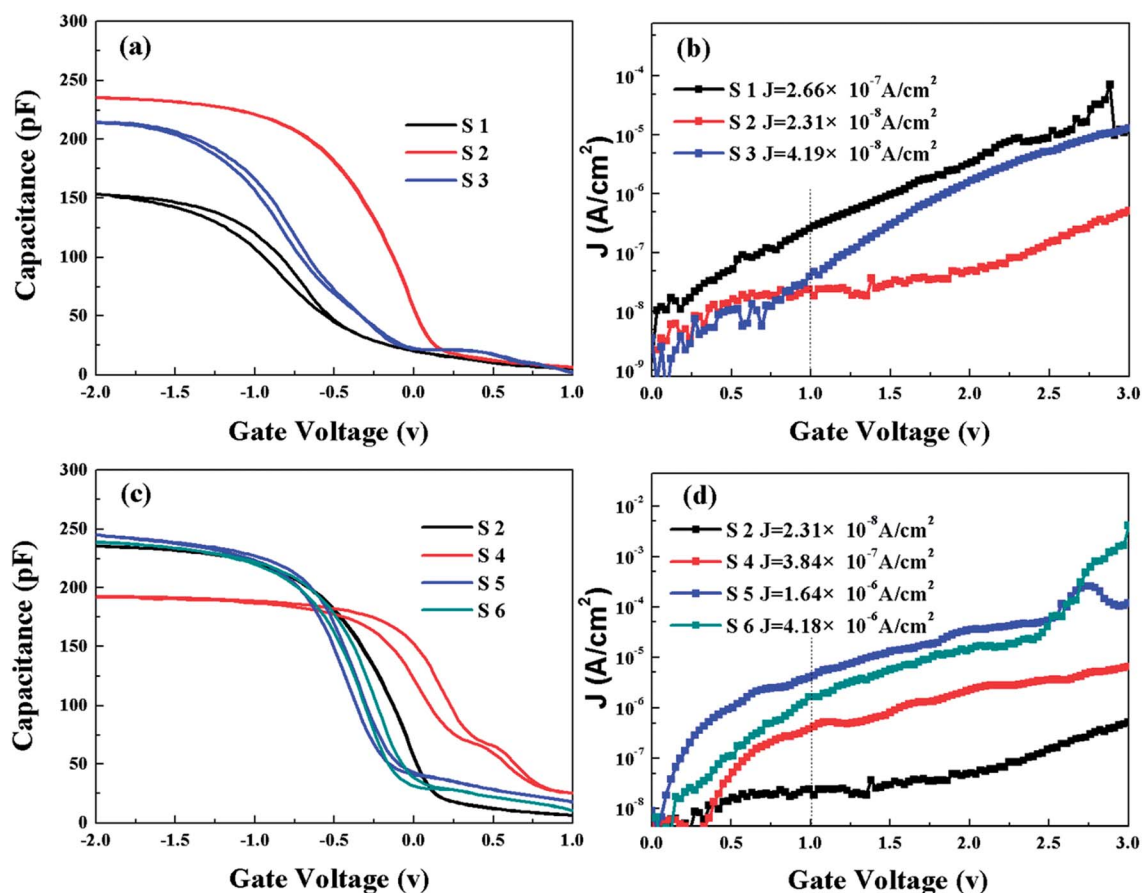 (a)
Capacitance (pF)
300
250
200
150
100
50
0
S 1
S 2
S 3
-2.0 -1.5 -1.0 -0.5 0.0 0.5 1.0
Gate Voltage (v)
(b)
J (A/cm2)
10-4
10-5
10-6
10-7
10-8
10-9
S 1 J=2.66× 10-7A/cm2
S 2 J=2.31× 10-8A/cm2
S 3 J=4.19× 10-8A/cm2
0.0 0.5 1.0 1.5 2.0 2.5 3.0
Gate Voltage (v)
(c)
Capacitance (pF)
300
250
200
150
100
50
0
S 2
S 4
S 5
S 6
-2.0 -1.5 -1.0 -0.5 0.0 0.5 1.0
Gate Voltage (v)
(d)
J (A/cm2)
10-2
10-3
10-4
10-5
10-6
10-7
10-8
S 2 J=2.31× 10-8A/cm2
S 4 J=3.84× 10-7A/cm2
S 5 J=1.64× 10-6A/cm2
S 6 J=4.18× 10-6A/cm2
0.0 0.5 1.0 1.5 2.0 2.5 3.0
Gate Voltage (v)